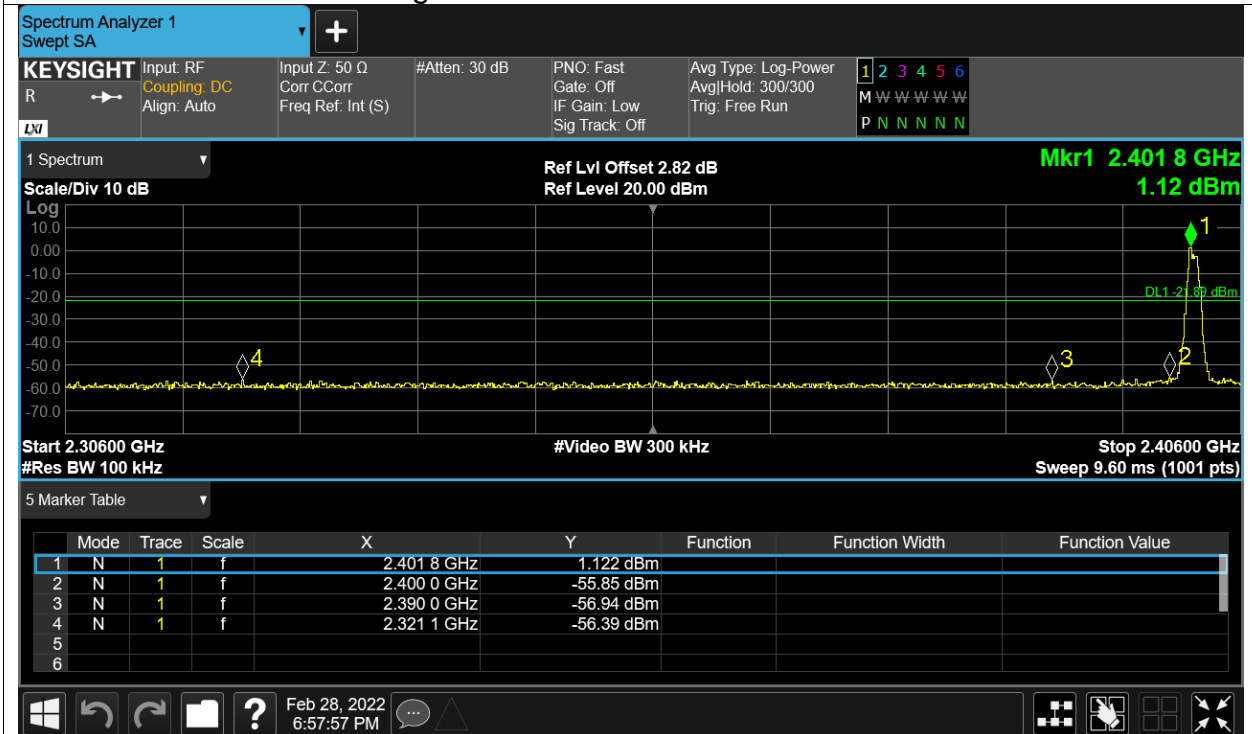 Spectrum Analyzer 1
Swept SA
+
KEYSIGHT Input: RF Input Z: 50 Ω #Atten: 30 dB PNO: Fast Avg Type: Log-Power 1 2 3 4 5 6
R Coupling: DC Corr CCorr Gate: Off Avg|Hold: 300/300 M W W W W W
Align: Auto Freq Ref: Int (S) IF Gain: Low Trig: Free Run
LXI Sig Track: Off P N N N N N
1 Spectrum Ref Lvl Offset 2.82 dB Mkr1 2.401 8 GHz
Scale/Div 10 dB Ref Level 20.00 dBm 1.12 dBm
Log
10.0 1
0.00
-10.0
-20.0 DL1 -21.89 dBm
-30.0
-40.0
-50.0 4 3 2
-60.0
-70.0
Start 2.30600 GHz #Video BW 300 kHz Stop 2.40600 GHz
#Res BW 100 kHz Sweep 9.60 ms (1001 pts)
5 Marker Table
Mode Trace Scale X Y Function Function Width Function Value
1 N 1 f 2.401 8 GHz 1.122 dBm
2 N 1 f 2.400 0 GHz -55.85 dBm
3 N 1 f 2.390 0 GHz -56.94 dBm
4 N 1 f 2.321 1 GHz -56.39 dBm
5
6
? Feb 28, 2022
6:57:57 PM